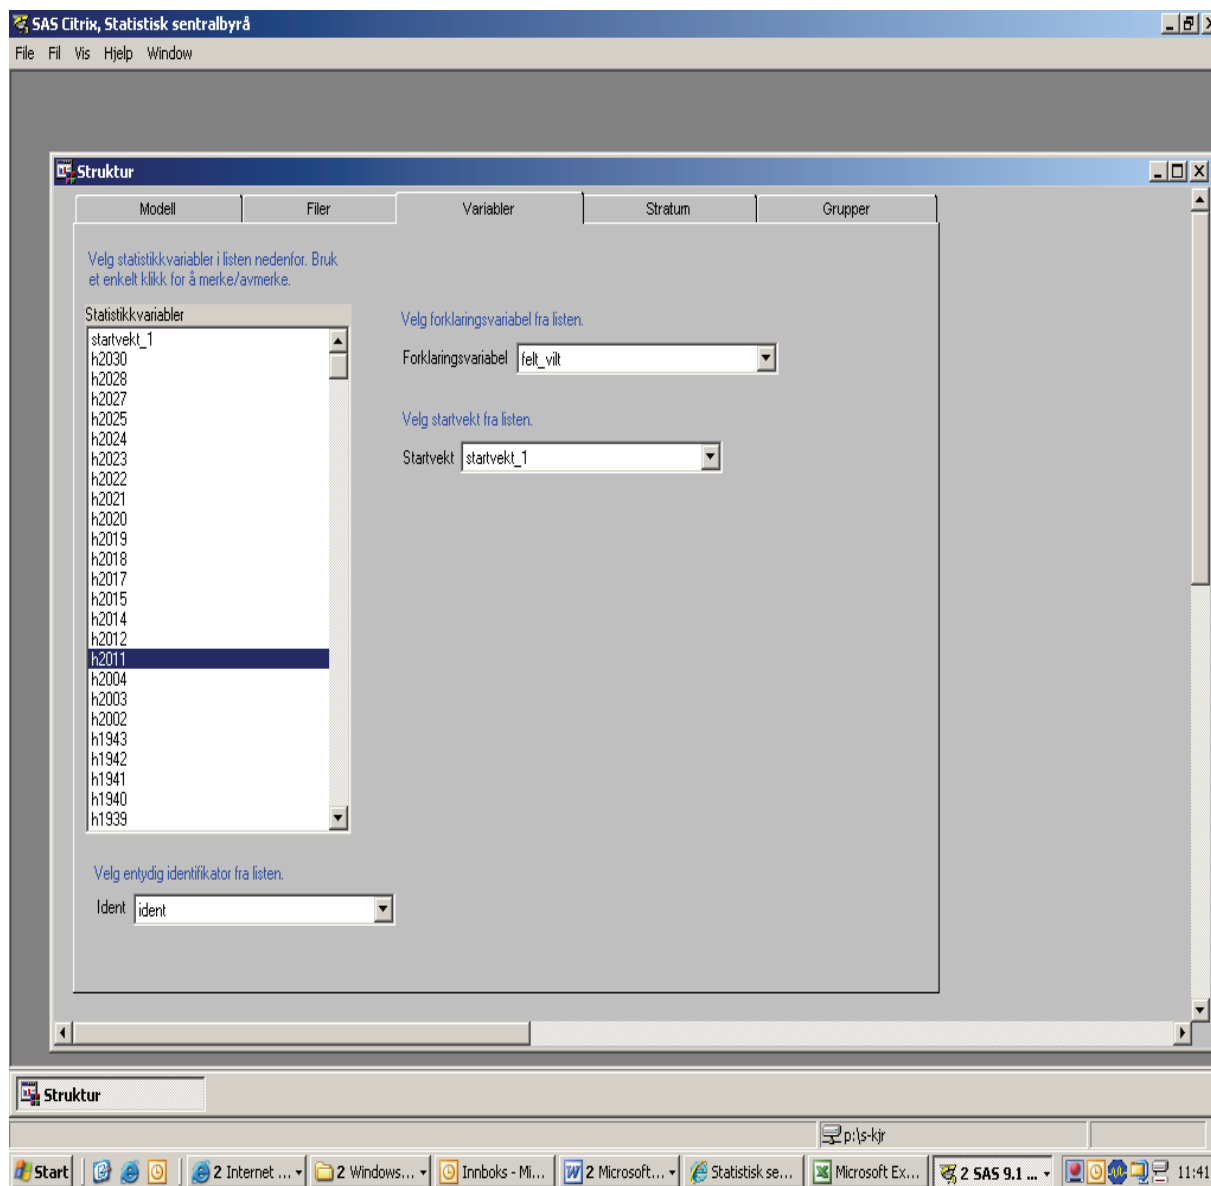 SAS Citrix, Statistisk sentralbyrå
File Fil Vis Hjelp Window
Struktur
Modell Filer Variabler Stratum Grupper
Velg statistikkvariabler i listen nedenfor. Bruk
et enkelt klikk for å merke/avmerke.
Statistikkvariabler
startvekt_1
h2030
h2028
h2027
h2025
h2024
h2023
h2022
h2021
h2020
h2019
h2018
h2017
h2015
h2014
h2012
h2011
h2004
h2003
h2002
h1943
h1942
h1941
h1940
h1939
Velg forklaringsvariabel fra listen.
Forklaringsvariabel felt_vilt
Velg startvekt fra listen.
Startvekt startvekt_1
Velg entydig identifikator fra listen.
Ident ident
Struktur
p:\s-kjr
Start 2 Internet ... 2 Windows... Innboks - Mi... 2 Microsoft... Statistisk se... Microsoft Ex... 2 SAS 9.1 ... 11:41